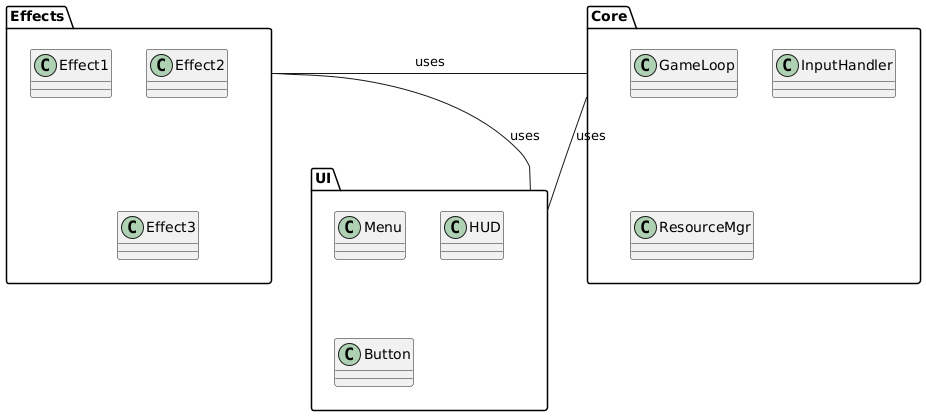 Effects
Core
C Effect1
C Effect2
uses
C GameLoop
C InputHandler
uses
uses
UI
C Effect3
C Menu
C HUD
C ResourceMgr
C Button